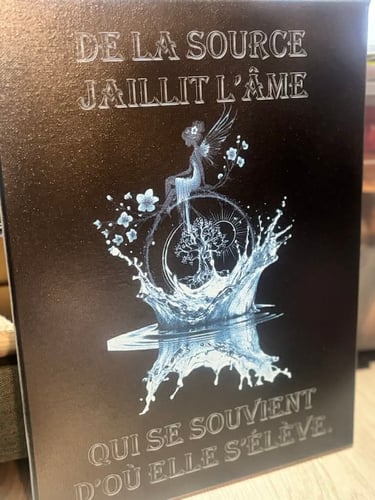 DE LA SOURCE
JAILLIT L'ÂME
QUI SE SOUVIENT
D'OÙ ELLE S'ÉLÈVE.